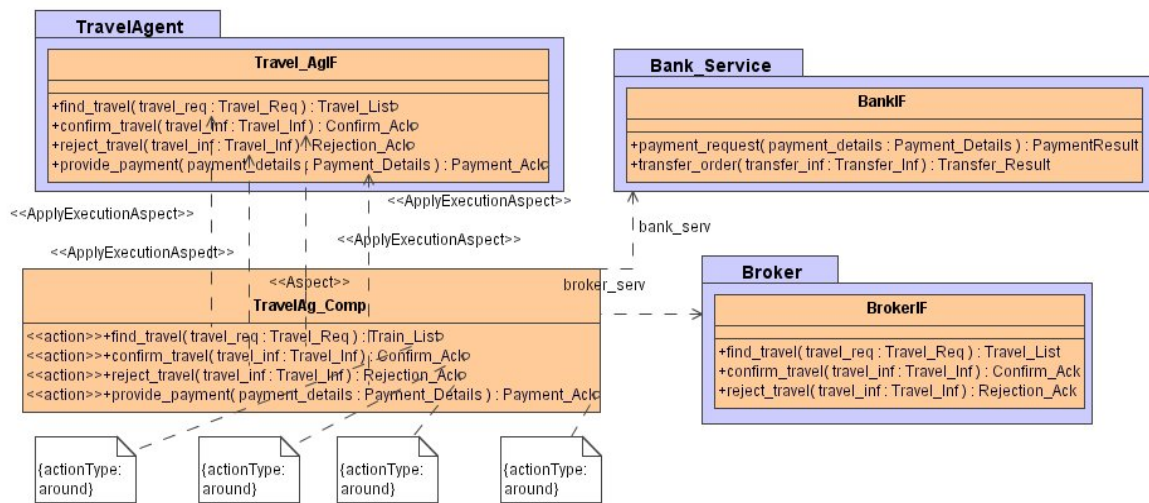 TravelAgent
Travel_AgIF
+find_travel( travel_req : Travel_Req ) : Travel_List
+confirm_travel( travel_inf : Travel_Inf ) : Confirm_Ack
+reject_travel( travel_inf : Travel_Inf ) : Rejection_Ack
+provide_payment( payment_details : Payment_Details ) : Payment_Ack
Bank_Service
BankIF
+payment_request( payment_details : Payment_Details ) : PaymentResult
+transfer_order( transfer_inf : Transfer_Inf ) : Transfer_Result
<<ApplyExecutionAspect>>
<<ApplyExecutionAspect>>
<<ApplyExecutionAspect>>
<<ApplyExecutionAspect>>
bank_serv
broker_serv
<<Aspect>>
TravelAg_Comp
<<action>>+find_travel( travel_req : Travel_Req ) : Train_List
<<action>>+confirm_travel( travel_inf : Travel_Inf ) : Confirm_Ack
<<action>>+reject_travel( travel_inf : Travel_Inf ) : Rejection_Ack
<<action>>+provide_payment( payment_details : Payment_Details ) : Payment_Ack
Broker
BrokerIF
+find_travel( travel_req : Travel_Req ) : Travel_List
+confirm_travel( travel_inf : Travel_Inf ) : Confirm_Ack
+reject_travel( travel_inf : Travel_Inf ) : Rejection_Ack
{actionType:
around}
{actionType:
around}
{actionType:
around}
{actionType:
around}